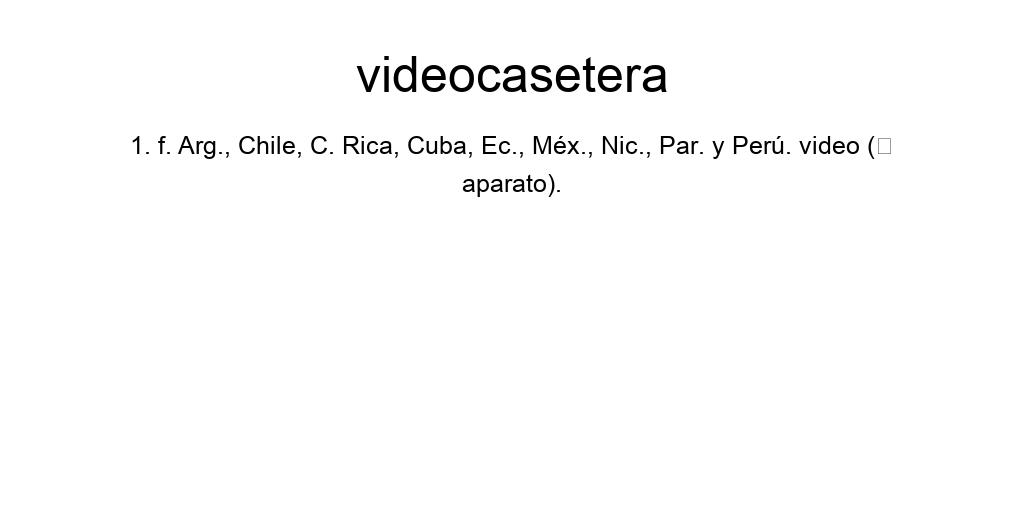 videocasetera
1. f. Arg., Chile, C. Rica, Cuba, Ec., Méx., Nic., Par. y Perú. video (□
aparato).